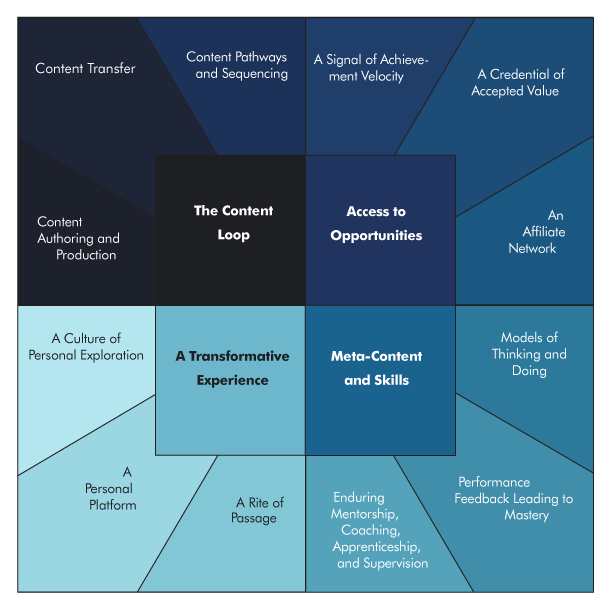 Content Transfer
Content Pathways
and Sequencing
A Signal of Achieve-
ment Velocity
A Credential of
Accepted Value
Content
Authoring and
Production
The Content
Loop
Access to
Opportunities
An
Affiliate
Network
A Culture of
Personal Exploration
A Transformative
Experience
Meta-Content
and Skills
Models of
Thinking and
Doing
A
Personal
Platform
A Rite of
Passage
Enduring
Mentorship,
Coaching,
Apprenticeship,
and Supervision
Performance
Feedback Leading to
Mastery